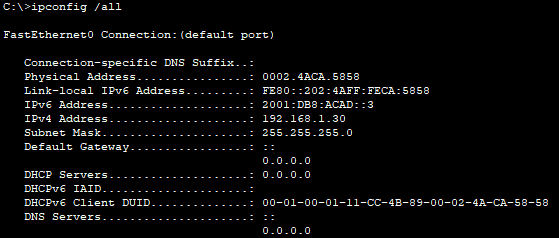 C:\>ipconfig /all
FastEthernet0 Connection:(default port)
Connection-specific DNS Suffix..:
Physical Address................: 0002.4ACA.5858
Link-local IPv6 Address.........: FE80::202:4AFF:FECA:5858
IPv6 Address....................: 2001:DB8:ACAD::3
IPv4 Address....................: 192.168.1.30
Subnet Mask.....................: 255.255.255.0
Default Gateway.................: ::
0.0.0.0
DHCP Servers....................: 0.0.0.0
DHCPv6 IAID.....................:
DHCPv6 Client DUID..............: 00-01-00-01-11-CC-4B-89-00-02-4A-CA-58-58
DNS Servers.....................: ::
0.0.0.0